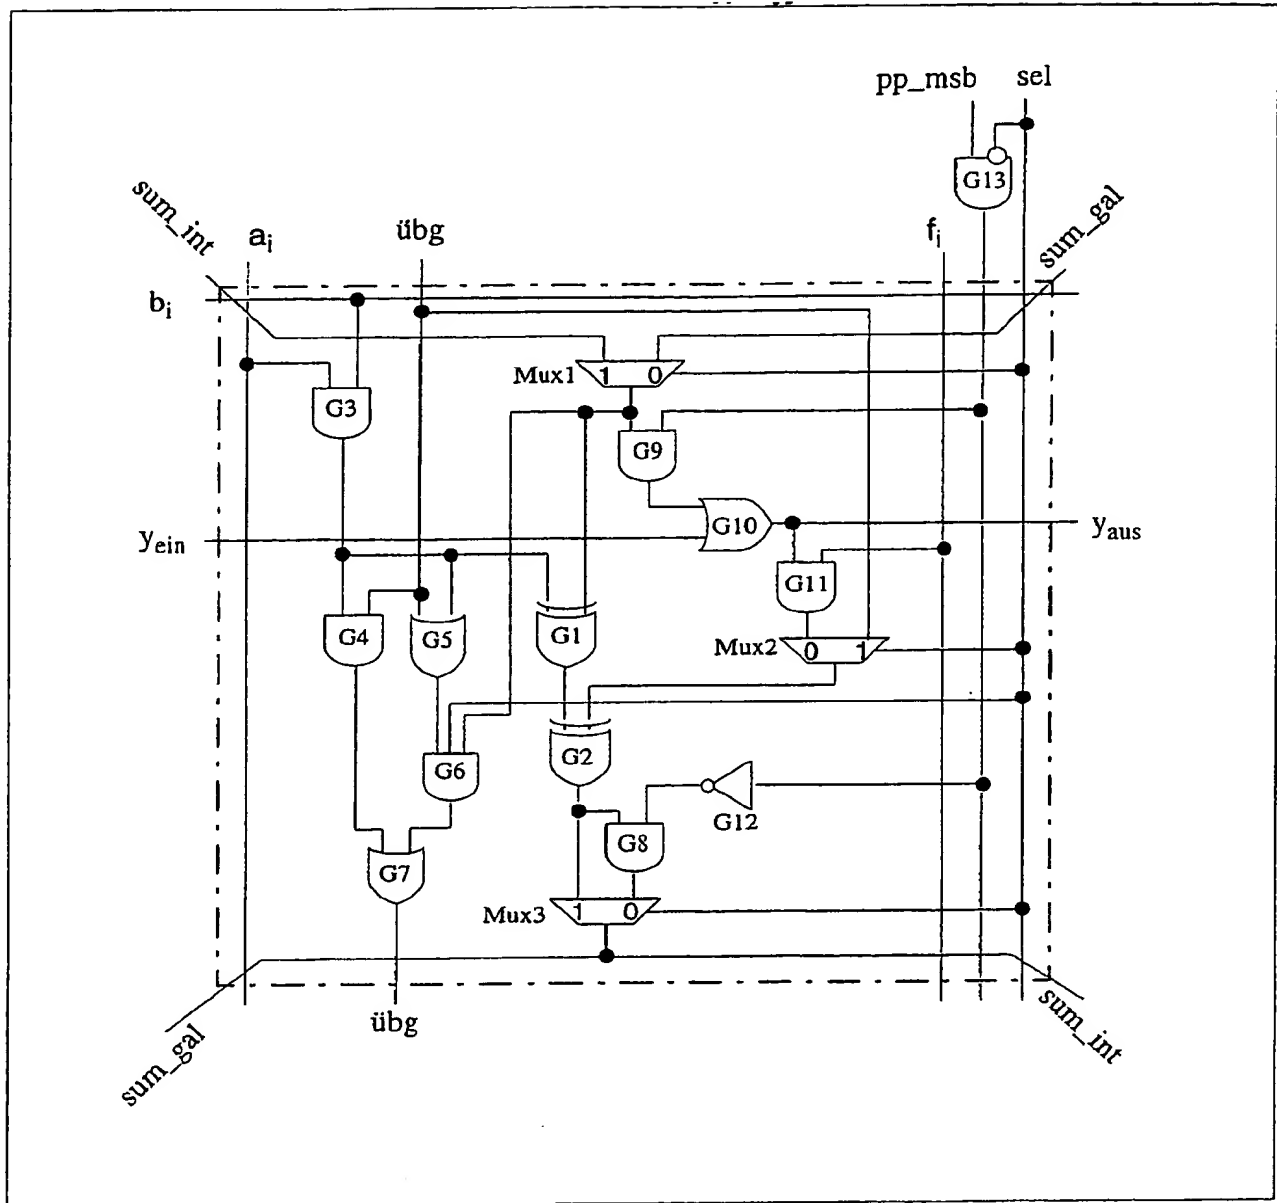 pp_msb
sel
G13
sum_int
a_i
übg
f_i
sum_gal
b_i
Mux1
1 0
G3
G9
y_ein
G10
y_aus
G11
G4
G5
G1
Mux2
0 1
G2
G6
G12
G8
G7
Mux3
1 0
übg
sum_gal
sum_int